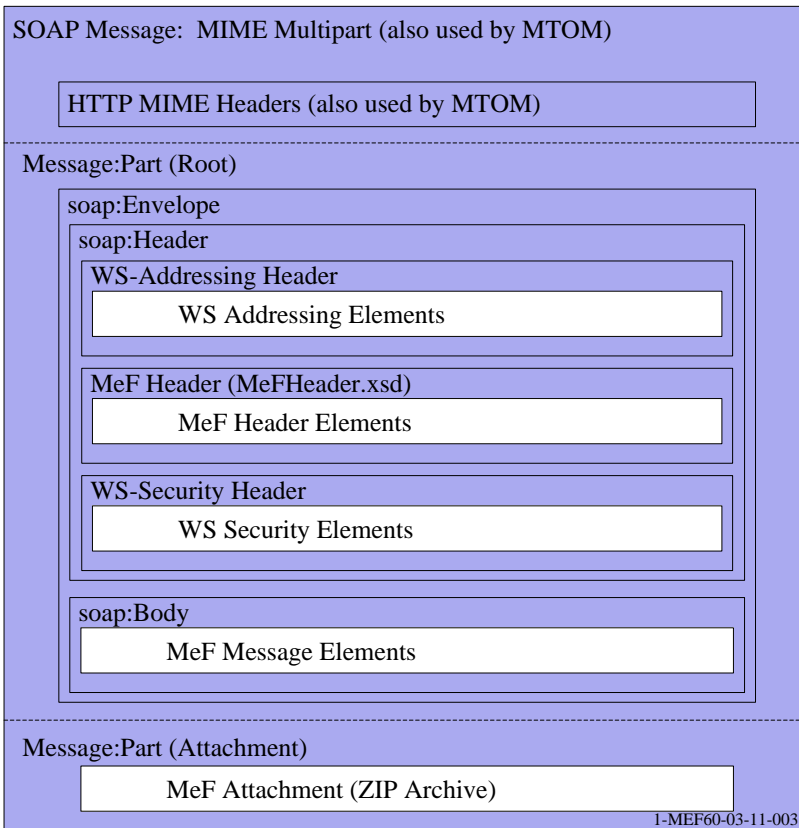 SOAP Message: MIME Multipart (also used by MTOM)
HTTP MIME Headers (also used by MTOM)
Message:Part (Root)
soap:Envelope
soap:Header
WS-Addressing Header
WS Addressing Elements
MeF Header (MeFHeader.xsd)
MeF Header Elements
WS-Security Header
WS Security Elements
soap:Body
MeF Message Elements
Message:Part (Attachment)
MeF Attachment (ZIP Archive)
1-MEF60-03-11-003